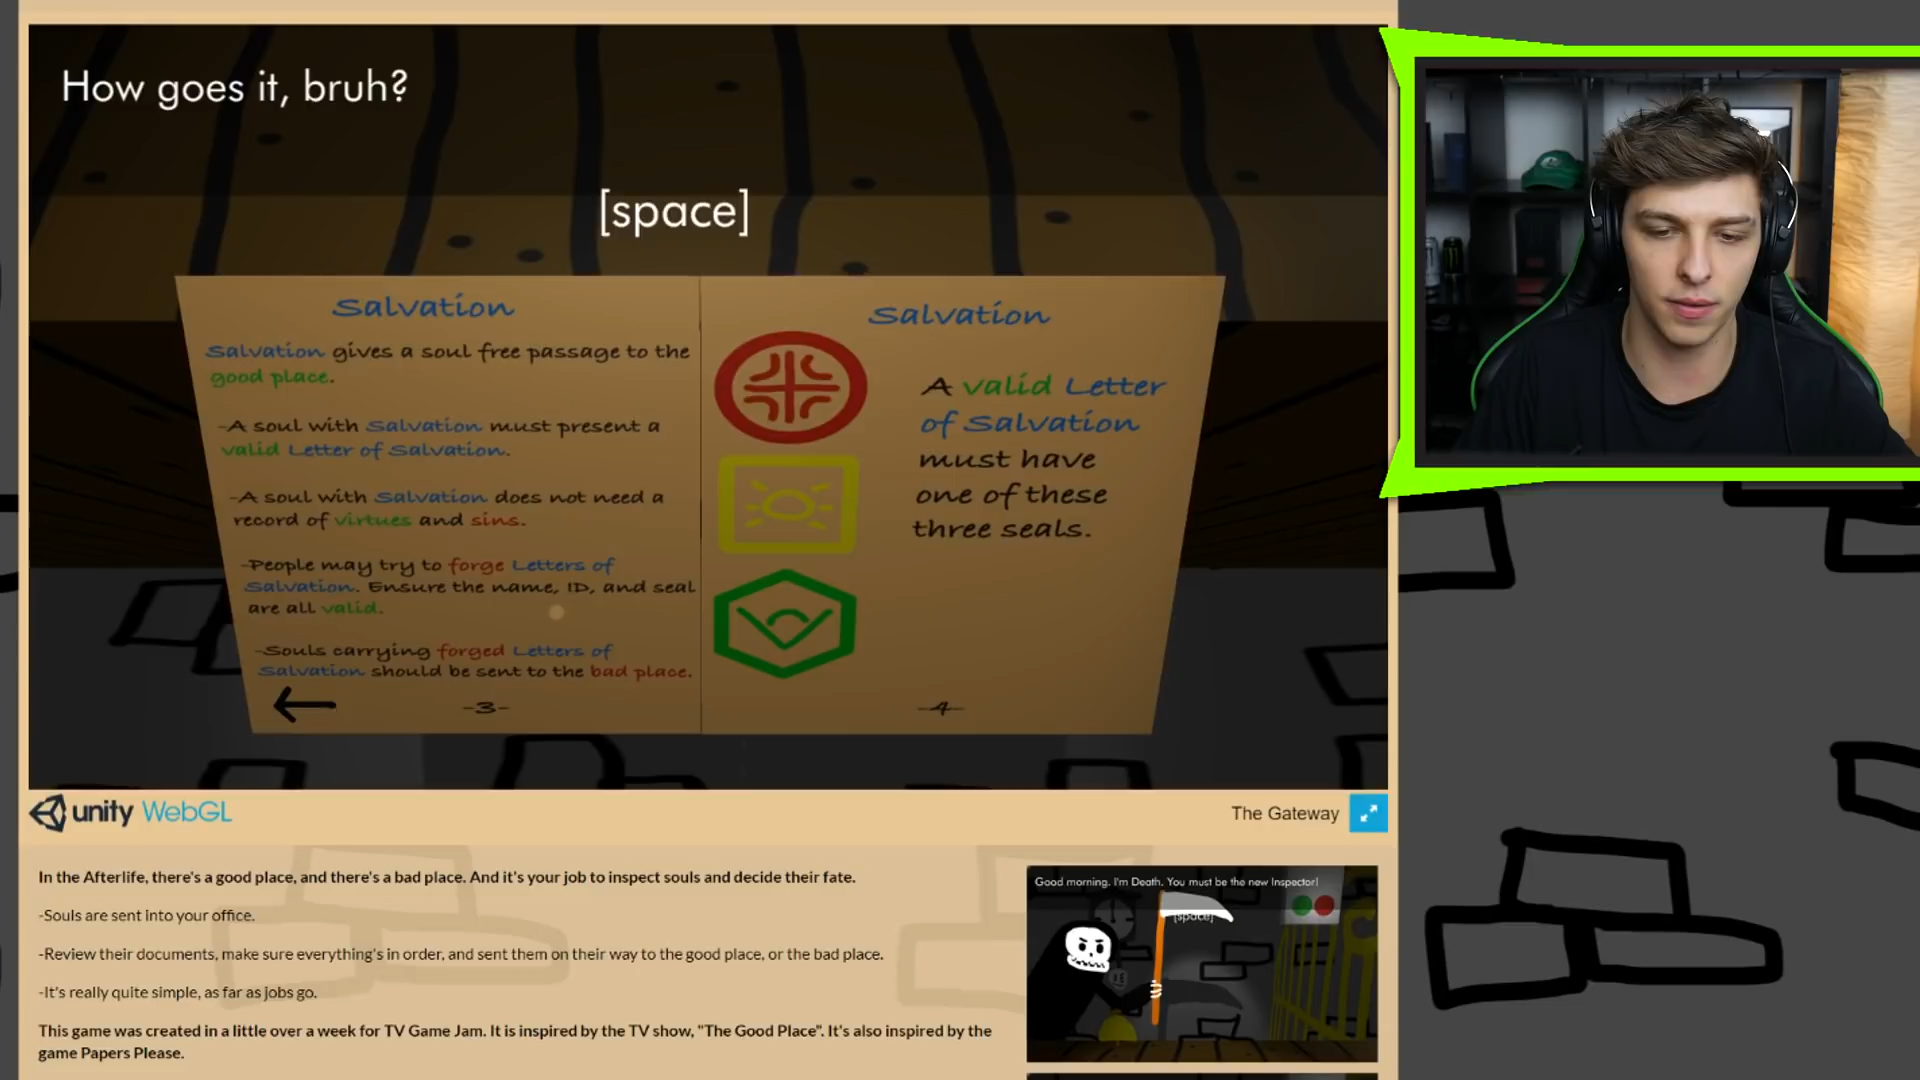 How goes it, bruh?
[space]
Salvation
Salvation gives a soul free passage to the
good place.
-A soul with Salvation must present a
valid Letter of Salvation.
-A soul with Salvation does not need a
record of virtues and sins.
-People may try to forge Letters of
Salvation. Ensure the name, ID, and seal
are all valid.
-Souls carrying forged Letters of
Salvation should be sent to the bad place.
-3-
Salvation
A valid Letter
of Salvation
must have
one of these
three seals.
-4-
unity WebGL
The Gateway
In the Afterlife, there's a good place, and there's a bad place. And it's your job to inspect souls and decide their fate.
-Souls are sent into your office.
-Review their documents, make sure everything's in order, and sent them on their way to the good place, or the bad place.
-It's really quite simple, as far as jobs go.
This game was created in a little over a week for TV Game Jam. It is inspired by the TV show, "The Good Place". It's also inspired by the
game Papers Please.
Good morning. I'm Death. You must be the new Inspector!
[space]